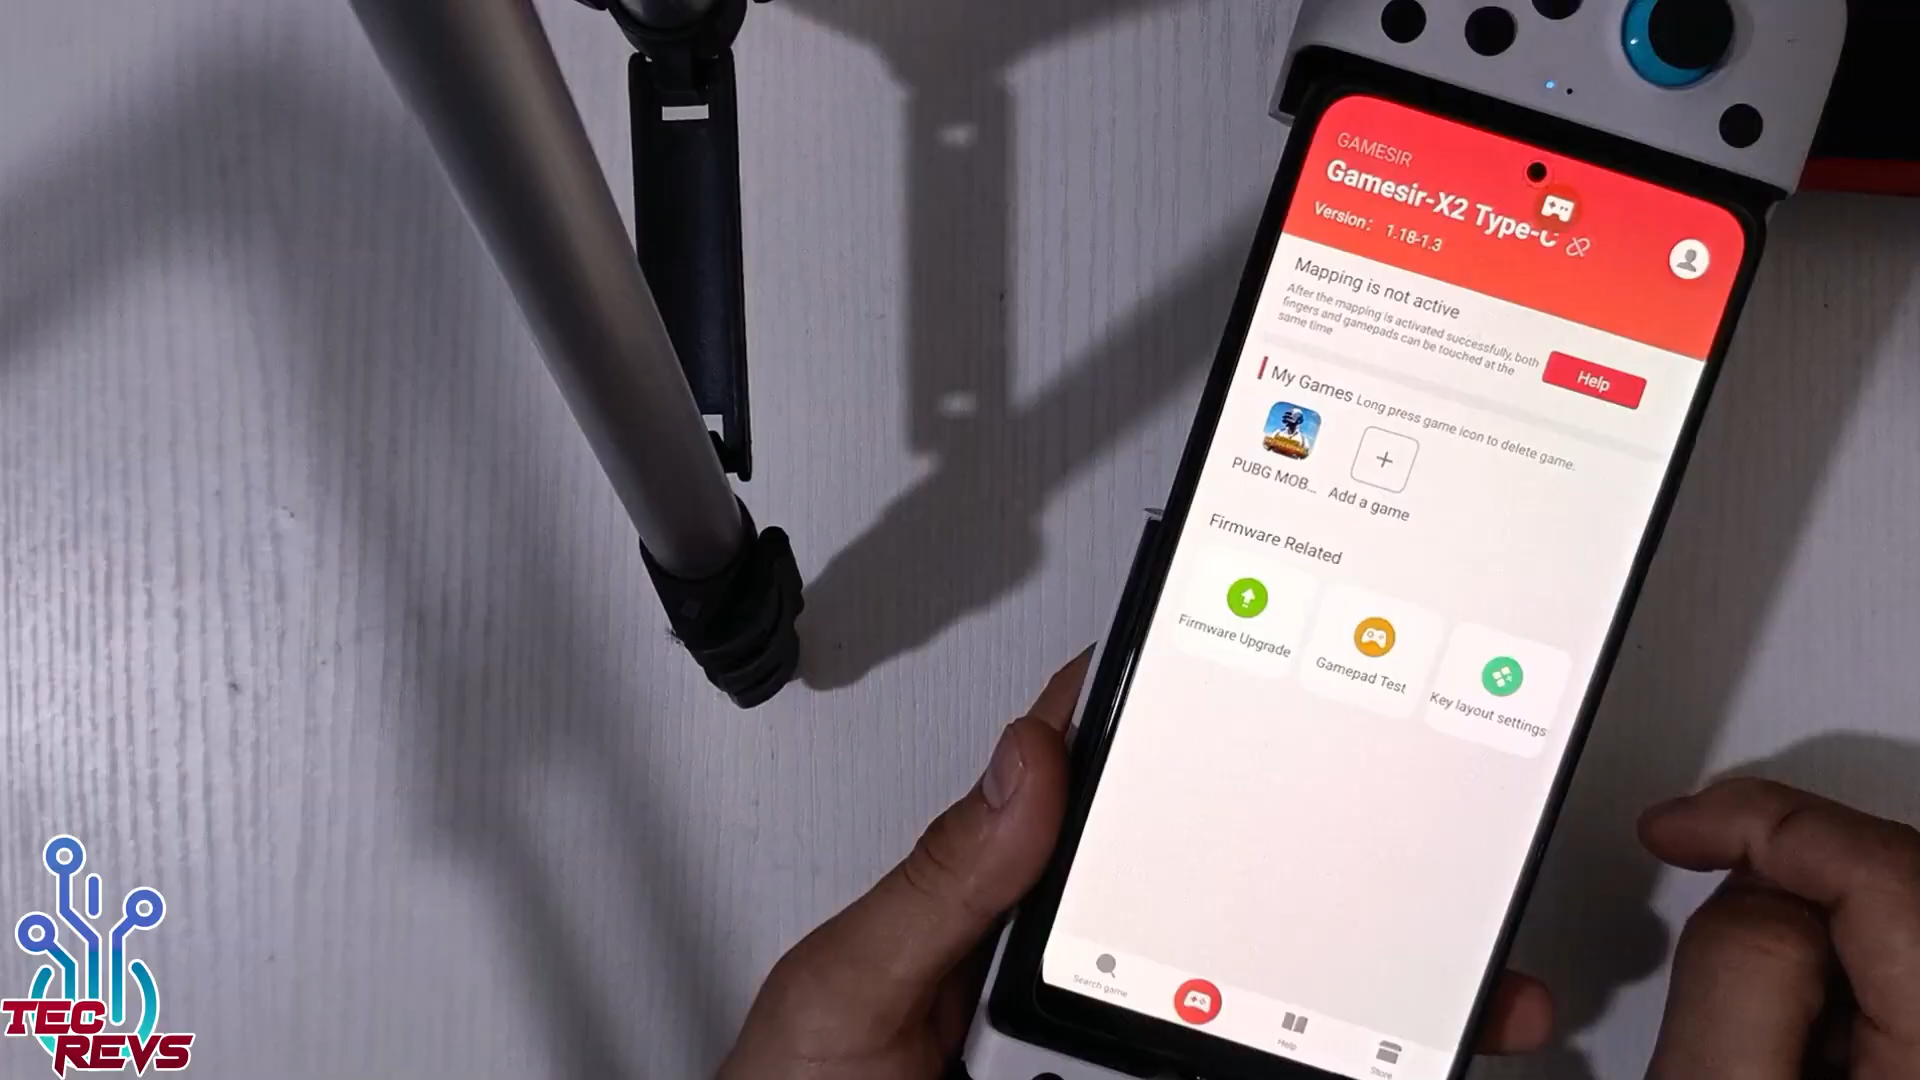 GAMESIR
Gamesir-X2 Type-C
Version: 1.18-1.3
Mapping is not active
After the mapping is activated successfully, both
fingers and gamepads can be touched at the
same time
Help
My Games Long press game icon to delete game.
PUBG MOB...
Add a game
Firmware Related
Firmware Upgrade
Gamepad Test
Key layout settings
Search game
Help
Store
TEC
REVS